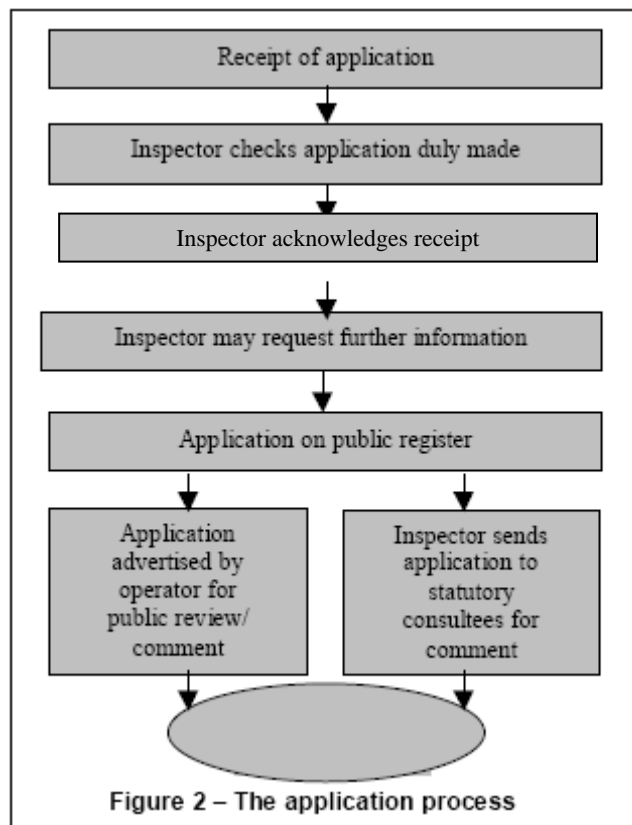 Receipt of application
Inspector checks application duly made
Inspector acknowledges receipt
Inspector may request further information
Application on public register
Application
advertised by
operator for
public review/
comment
Inspector sends
application to
statutory
consultees for
comment
Figure 2 – The application process